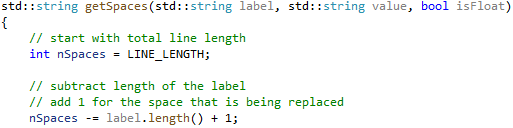 std::string getSpaces(std::string label, std::string value, bool isFloat)
{
    // start with total line length
    int nSpaces = LINE_LENGTH;

    // subtract length of the label
    // add 1 for the space that is being replaced
    nSpaces -= label.length() + 1;